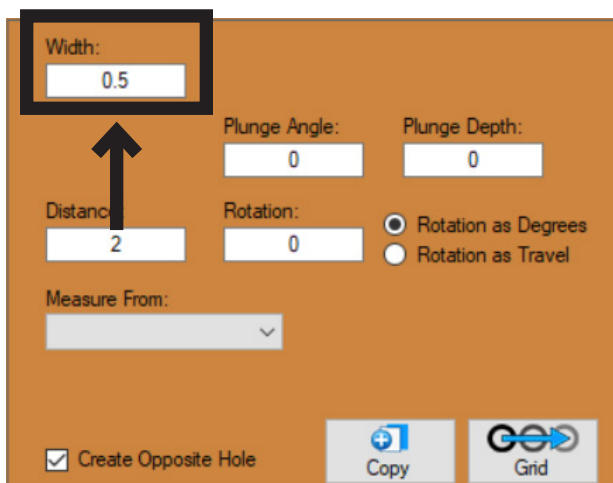 Width:
0.5
Plunge Angle: Plunge Depth:
0 0
Distance: Rotation:
2 0
Rotation as Degrees
Rotation as Travel
Measure From:
Create Opposite Hole
Copy
Grid